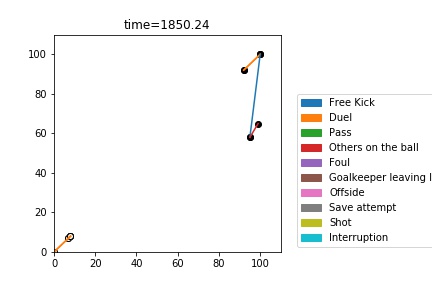 time=1850.24
100
80
60
40
20
0
0
20
40
60
80
100
Free Kick
Duel
Pass
Others on the ball
Foul
Goalkeeper leaving l
Offside
Save attempt
Shot
Interruption